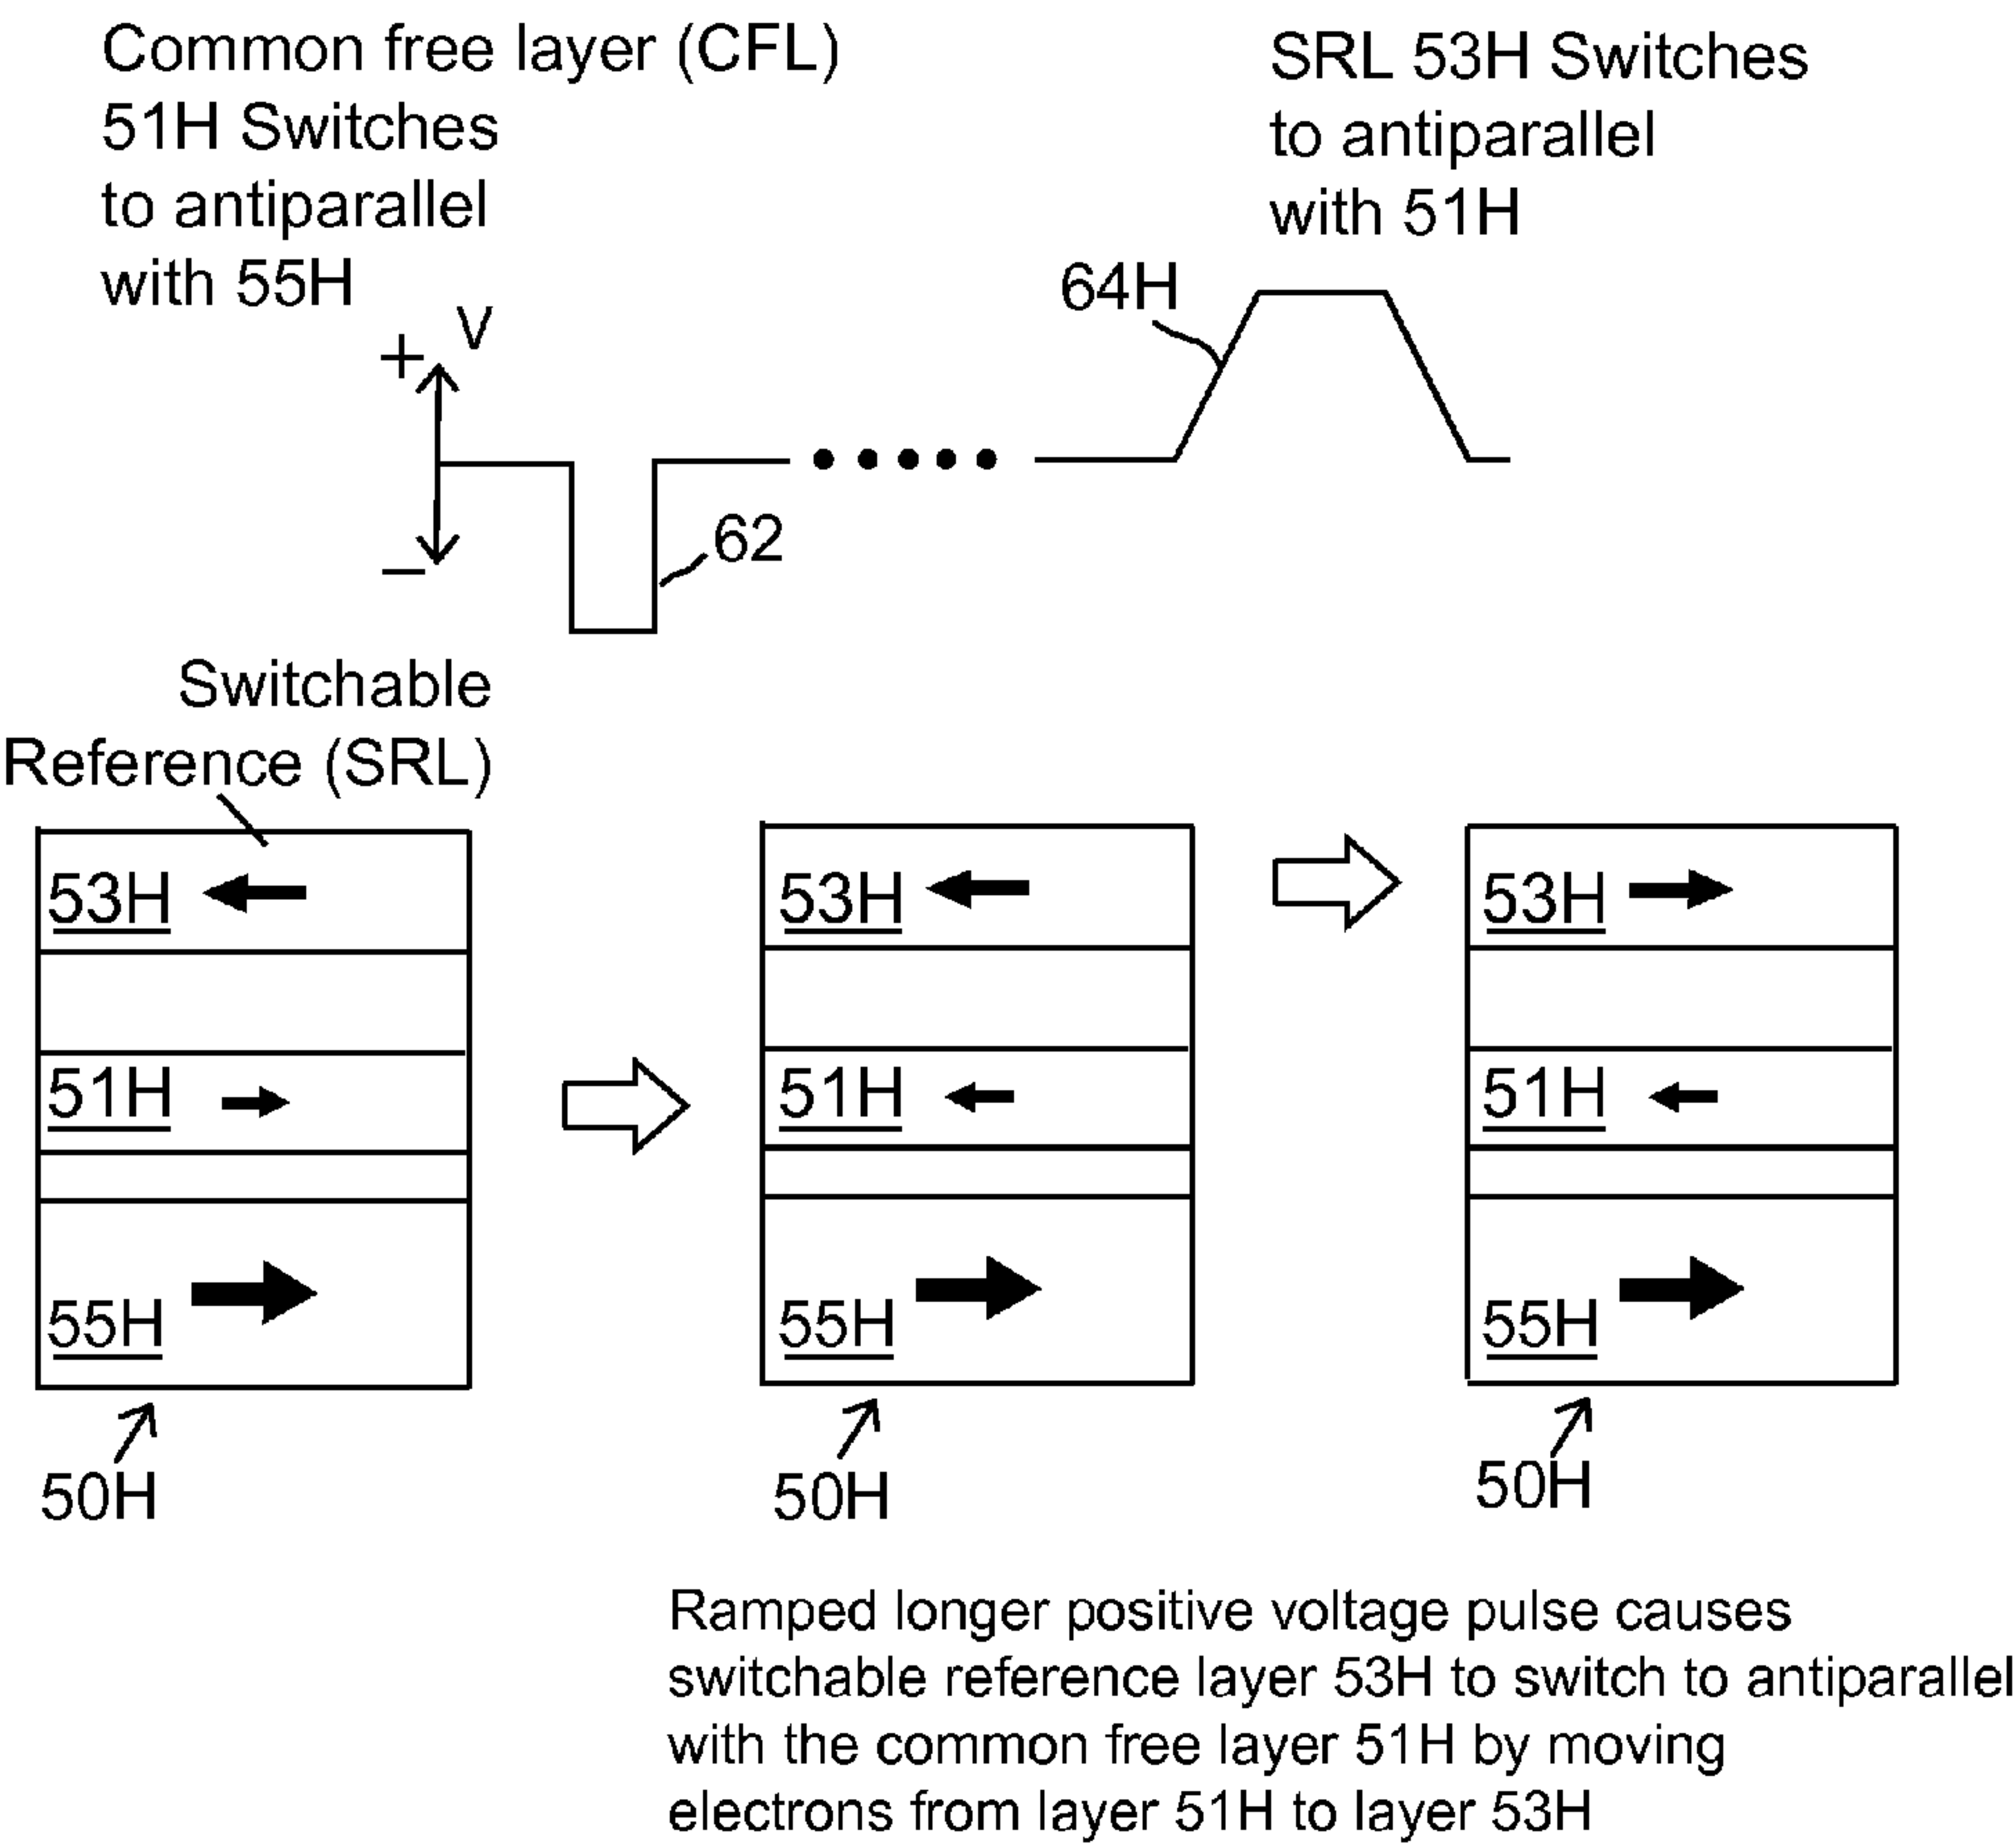 Common free layer (CFL)
51H Switches
to antiparallel
with 55H
SRL 53H Switches
to antiparallel
with 51H
64H
V
+
–
62
Switchable
Reference (SRL)
53H
53H
53H
51H
51H
51H
55H
55H
55H
50H
50H
50H
Ramped longer positive voltage pulse causes
switchable reference layer 53H to switch to antiparallel
with the common free layer 51H by moving
electrons from layer 51H to layer 53H